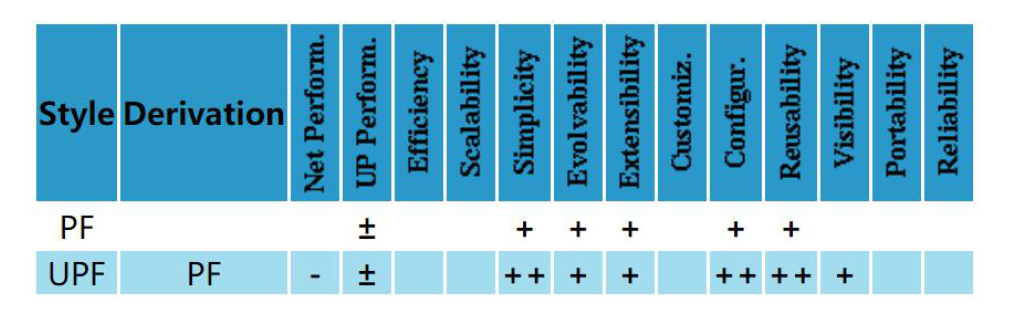 Style Derivation Net Perform. UP Perform. Efficiency Scalability Simplicity Evolvability Extensibility Customiz. Configur. Reusability Visibility Portability Reliability
PF ± + + + + +
UPF PF - ± ++ + + ++ ++ +